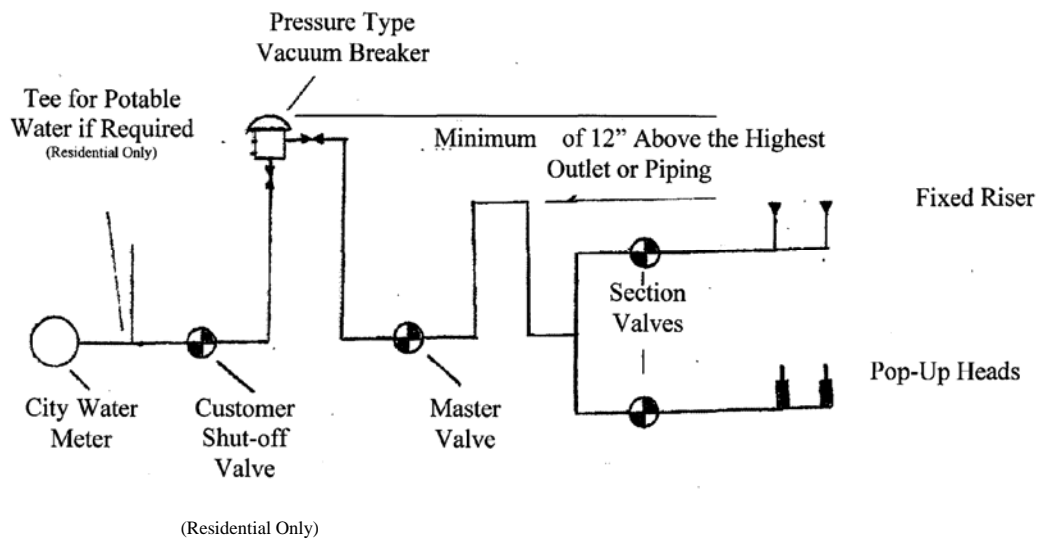 Pressure Type
Vacuum Breaker
Tee for Potable
Water if Required
(Residential Only)
Minimum of 12” Above the Highest
Outlet or Piping
Fixed Riser
Section
Valves
Pop-Up Heads
City Water
Meter
Customer
Shut-off
Valve
Master
Valve
(Residential Only)